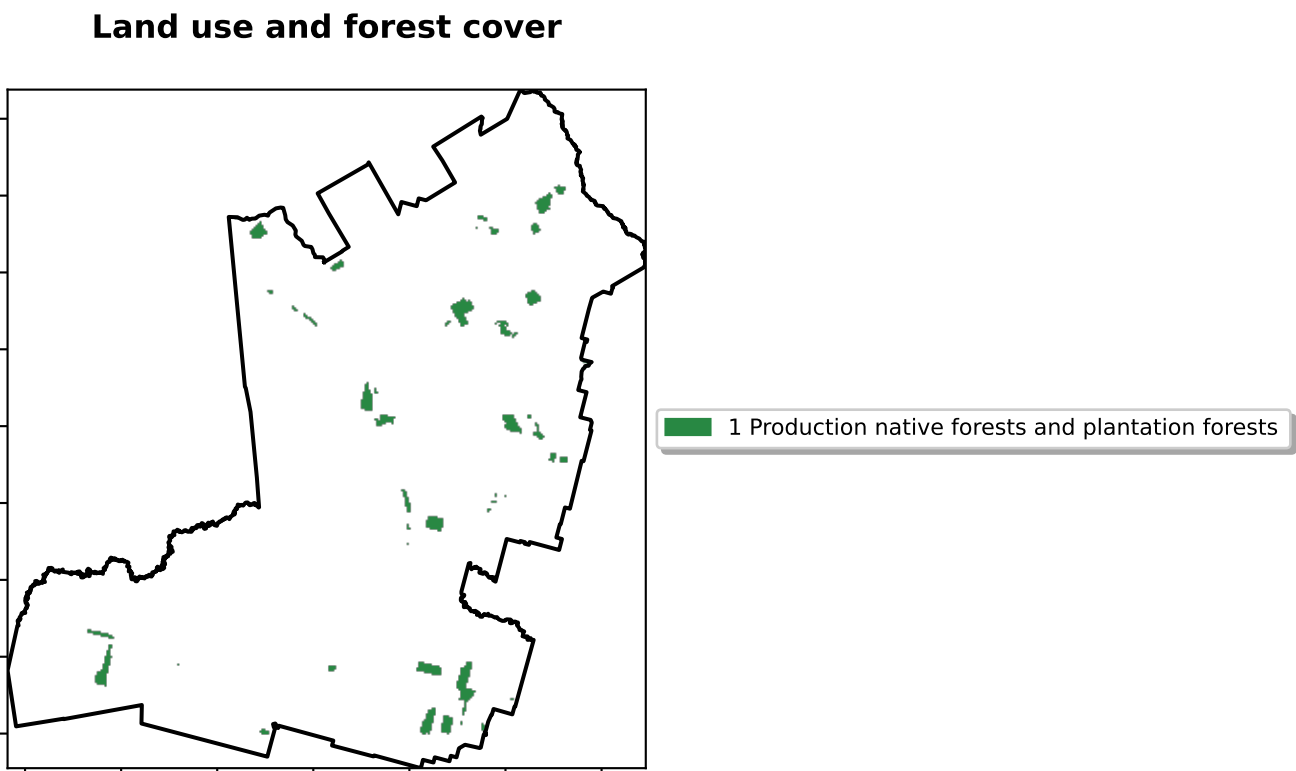 Land use and forest cover
1 Production native forests and plantation forests